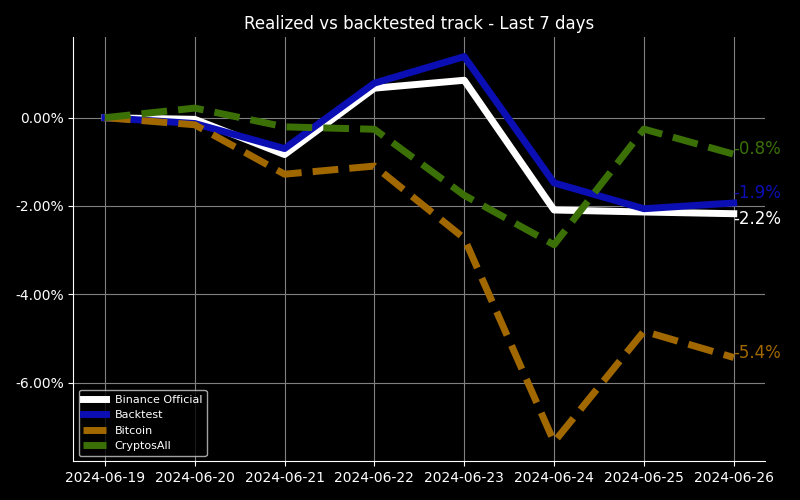 Realized vs backtested track - Last 7 days
0.00%
-2.00%
-4.00%
-6.00%
-0.8%
-1.9%
-2.2%
-5.4%
Binance Official
Backtest
Bitcoin
CryptosAll
2024-06-19 2024-06-20 2024-06-21 2024-06-22 2024-06-23 2024-06-24 2024-06-25 2024-06-26